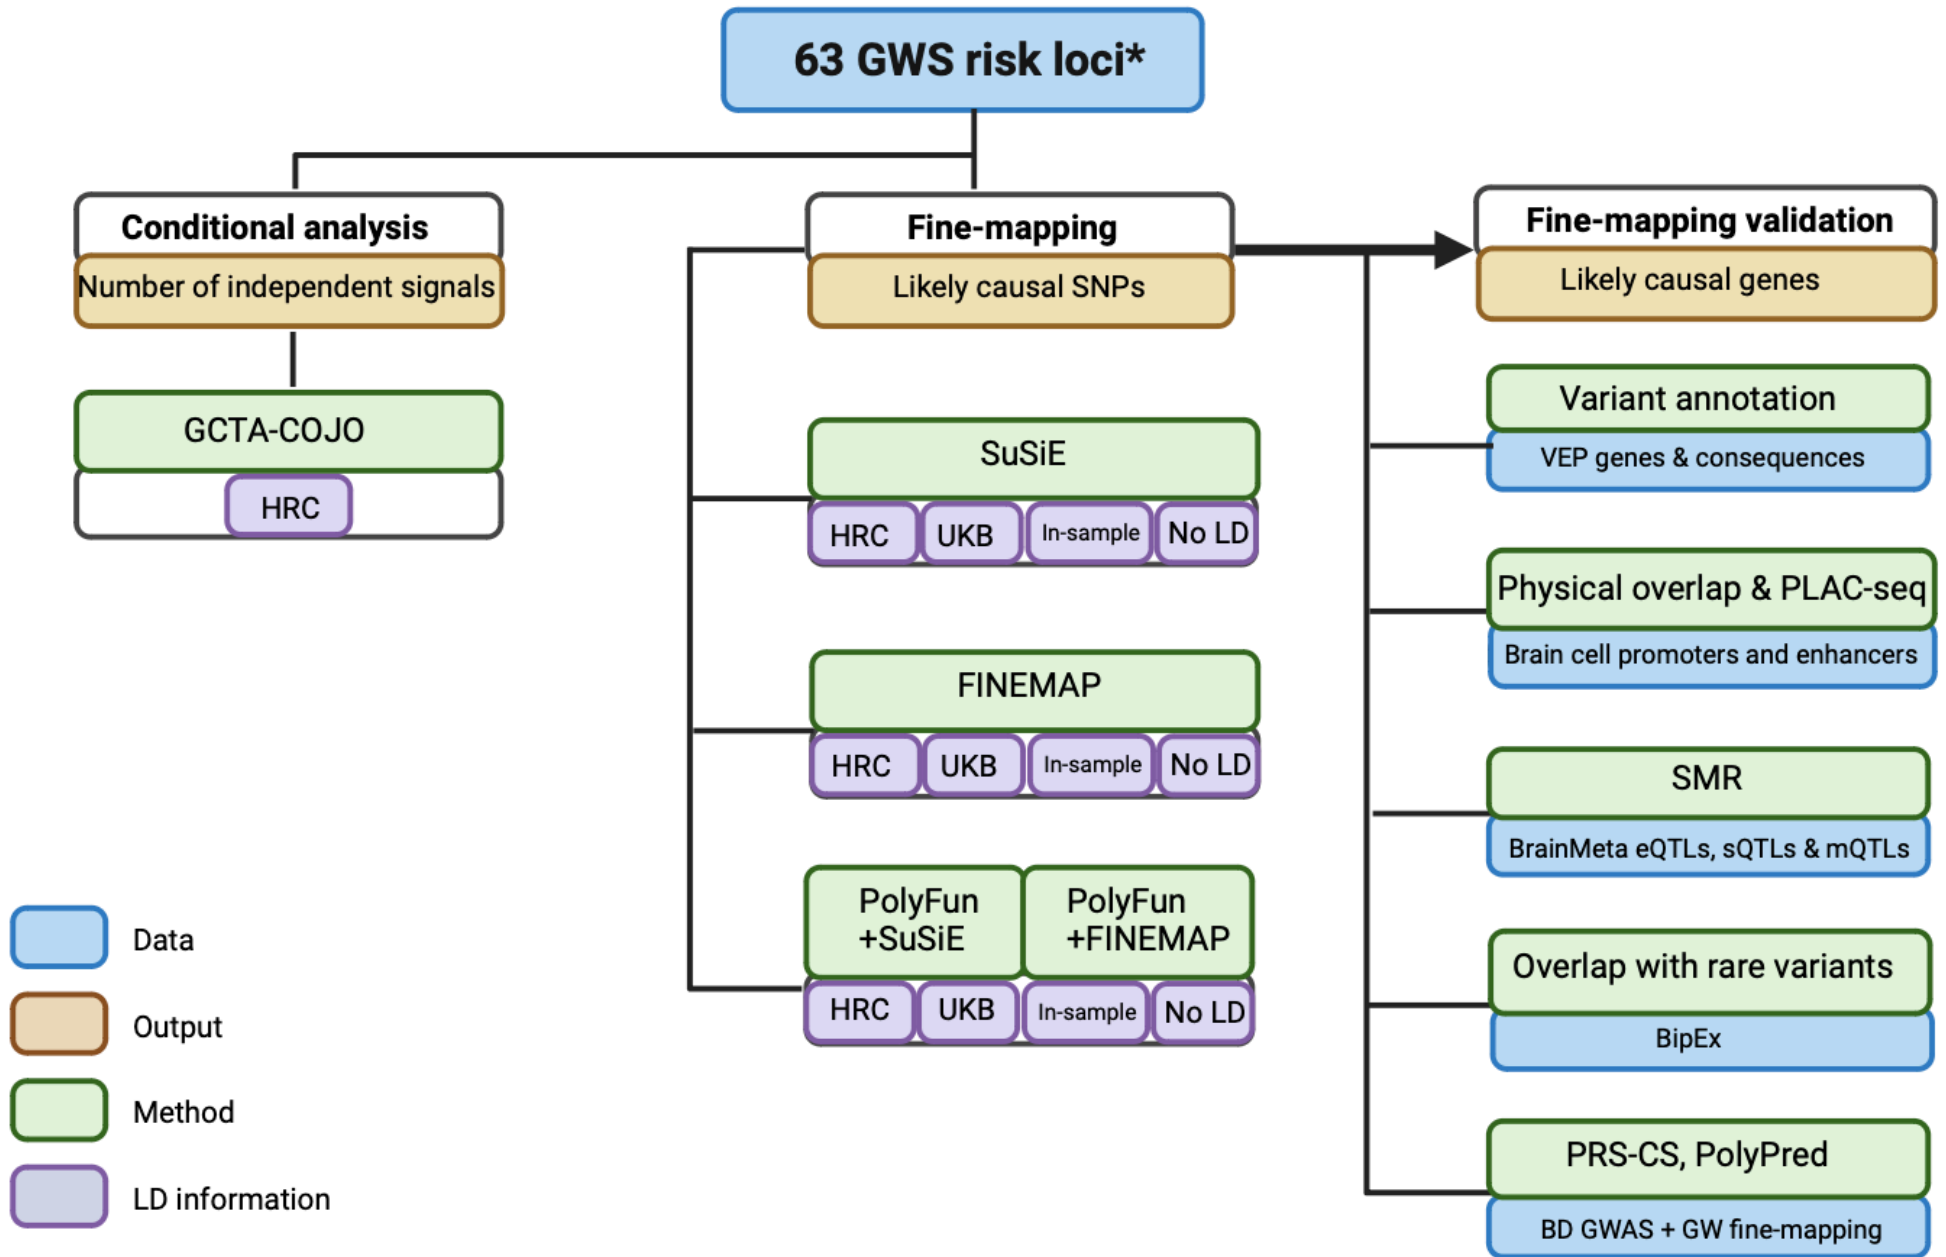 63 GWS risk loci*
Conditional analysis
Number of independent signals
GCTA-COJO
HRC
Fine-mapping
Likely causal SNPs
SuSiE
HRC UKB In-sample No LD
FINEMAP
HRC UKB In-sample No LD
PolyFun
+SuSiE
PolyFun
+FINEMAP
HRC UKB In-sample No LD
Fine-mapping validation
Likely causal genes
Variant annotation
VEP genes & consequences
Physical overlap & PLAC-seq
Brain cell promoters and enhancers
SMR
BrainMeta eQTLs, sQTLs & mQTLs
Overlap with rare variants
BipEx
PRS-CS, PolyPred
BD GWAS + GW fine-mapping
Data
Output
Method
LD information